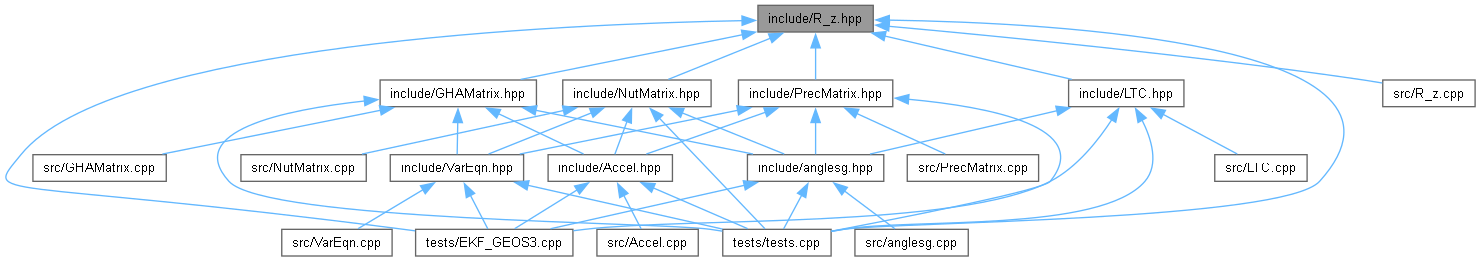 include/R_z.hpp
include/GHAMatrix.hpp
include/NutMatrix.hpp
include/PrecMatrix.hpp
include/LTC.hpp
src/R_z.cpp
src/GHAMatrix.cpp
src/NutMatrix.cpp
include/VarEqn.hpp
include/Accel.hpp
include/anglesg.hpp
src/PrecMatrix.cpp
src/LTC.cpp
src/VarEqn.cpp
tests/EKF_GEOS3.cpp
src/Accel.cpp
tests/tests.cpp
src/anglesg.cpp